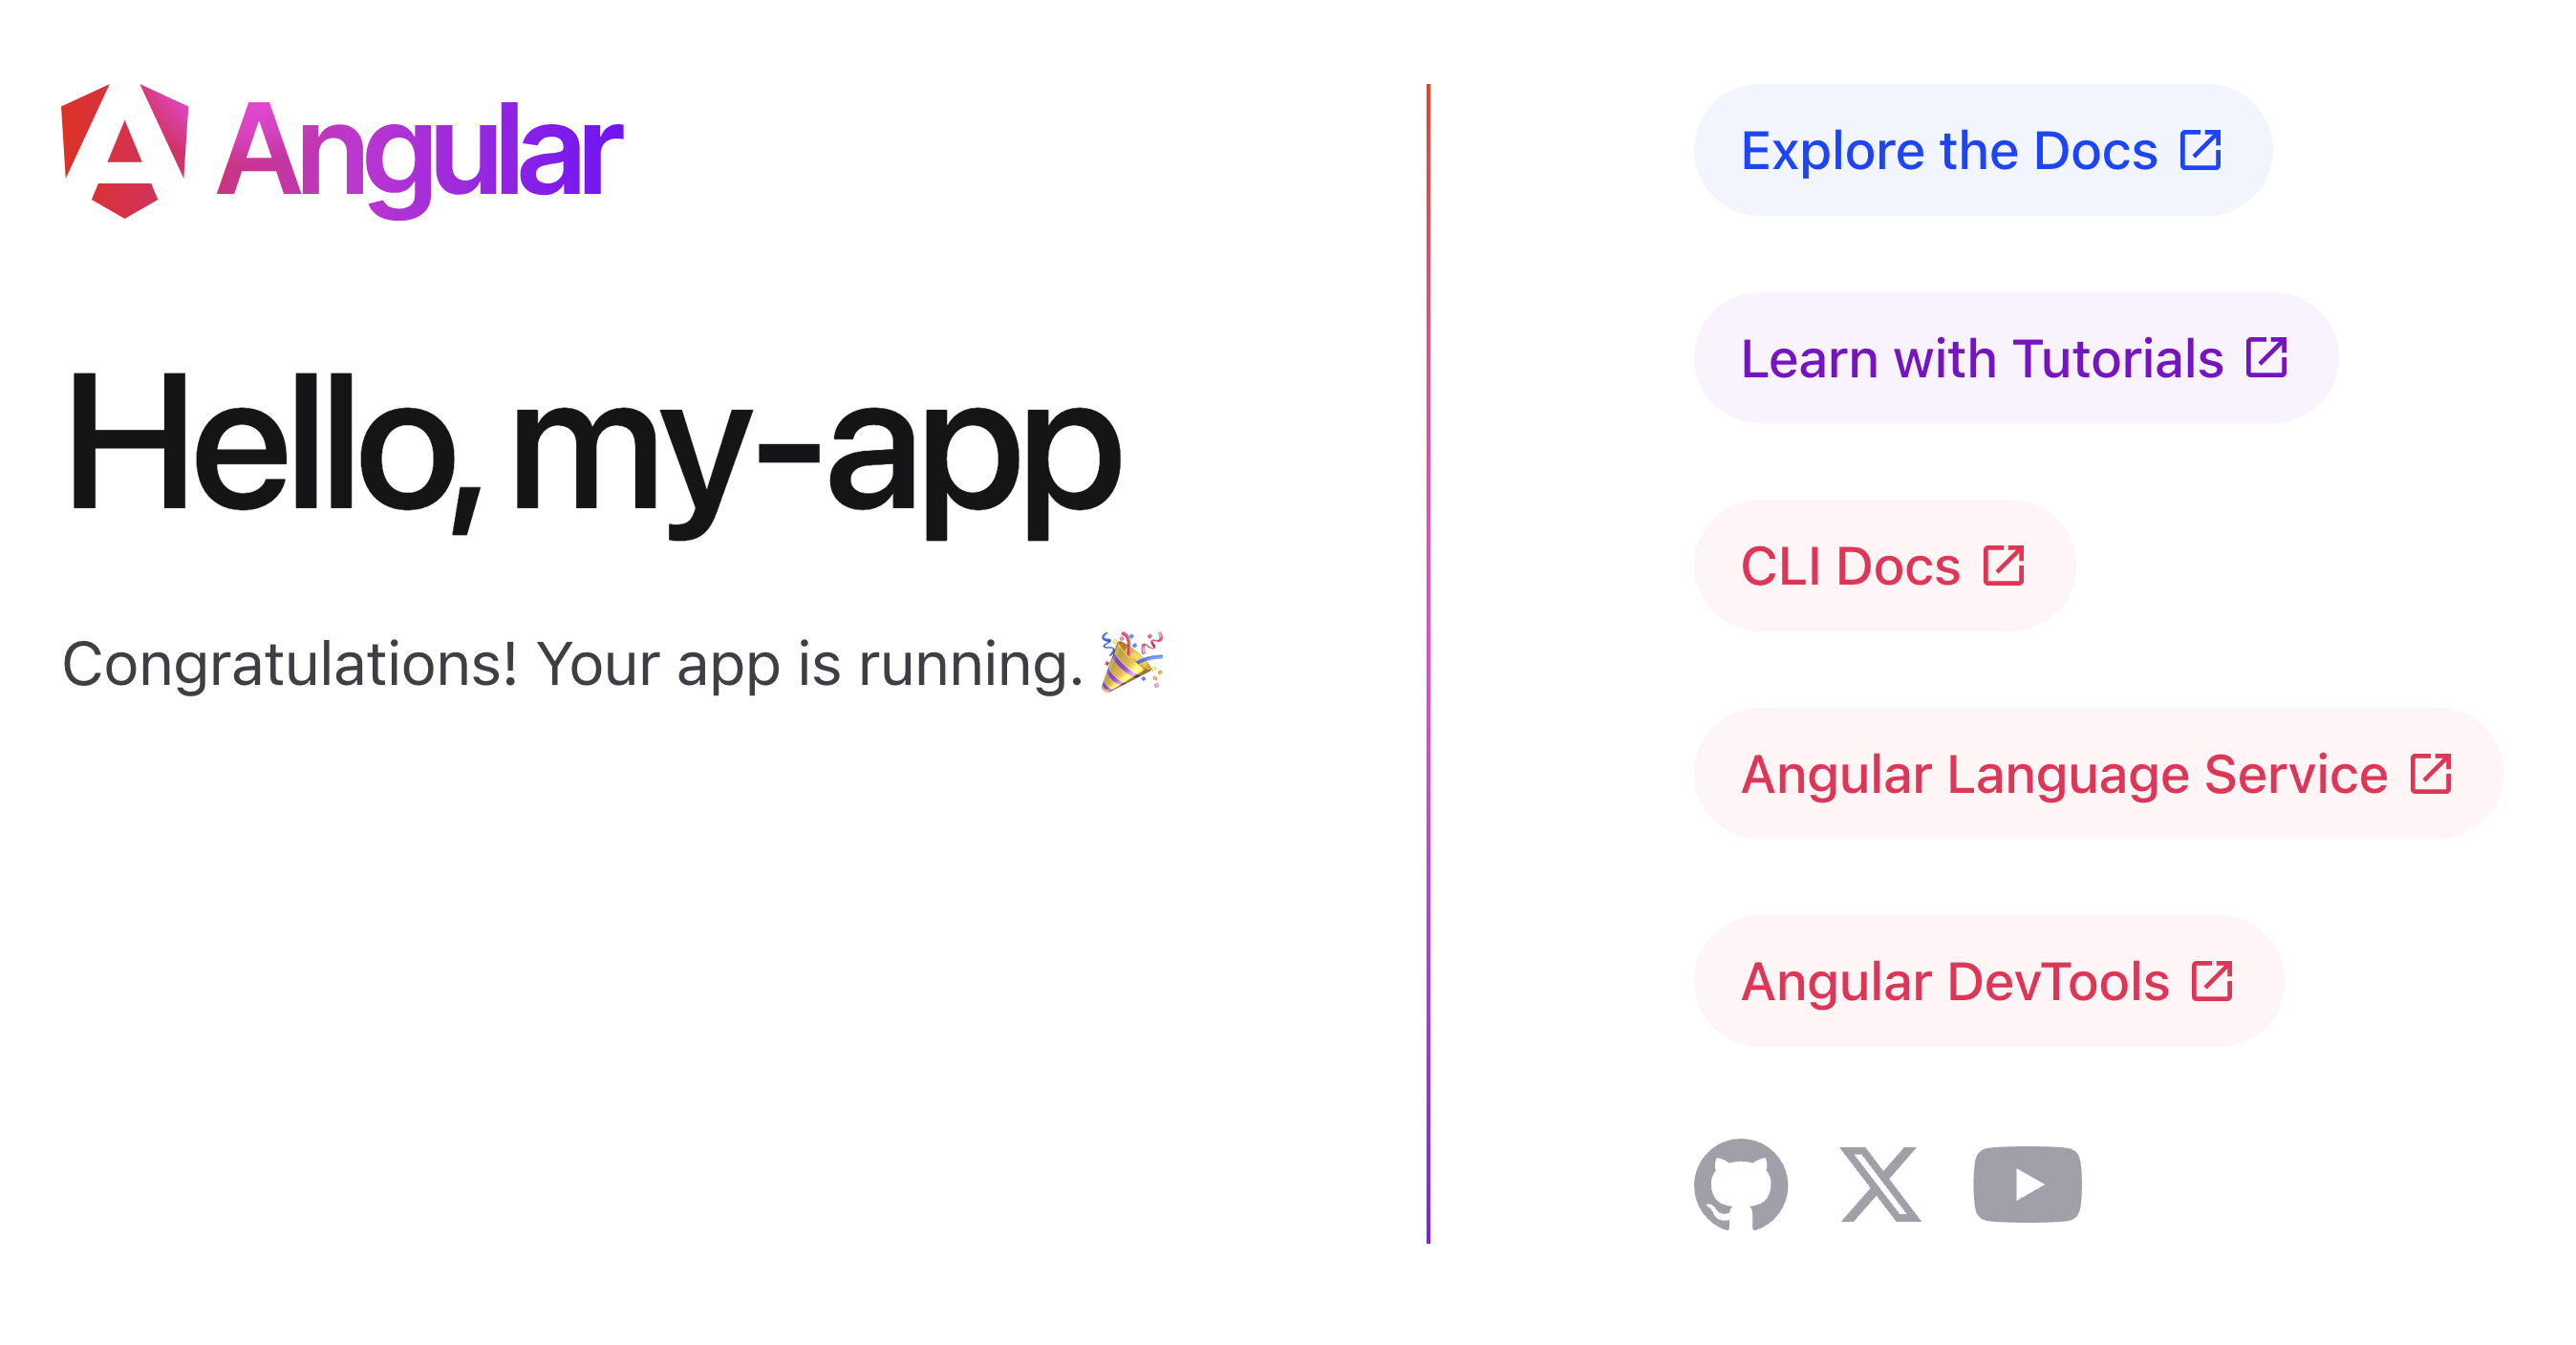 Angular
Hello, my-app
Congratulations! Your app is running. 🎉
Explore the Docs
Learn with Tutorials
CLI Docs
Angular Language Service
Angular DevTools